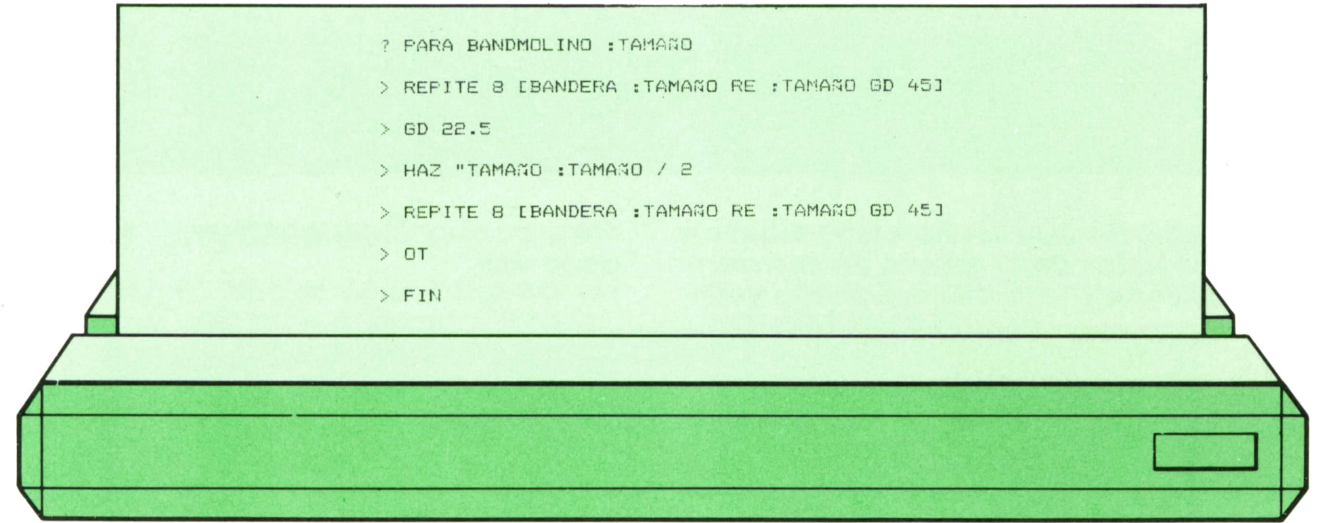 ? PARA BANDMOLINO :TAMAÑO
> REPITE 8 [BANDERA :TAMAÑO RE :TAMAÑO GD 45]
> GD 22.5
> HAZ "TAMAÑO :TAMAÑO / 2
> REPITE 8 [BANDERA :TAMAÑO RE :TAMAÑO GD 45]
> OT
> FIN